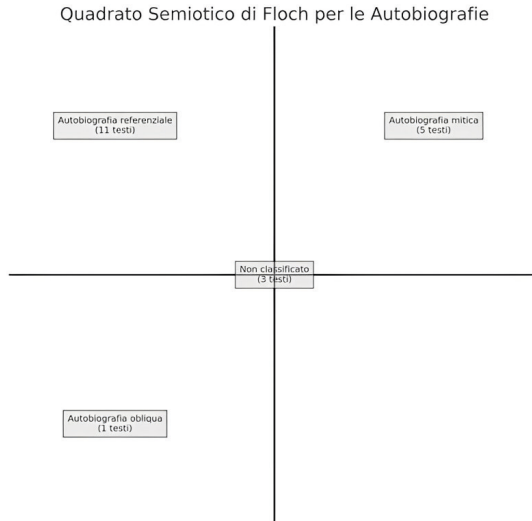 Quadrato Semiotico di Floch per le Autobiografie
Autobiografia referenziale
(11 testi)
Autobiografia mitica
(5 testi)
Non classificato
(3 testi)
Autobiografia obliqua
(1 testi)